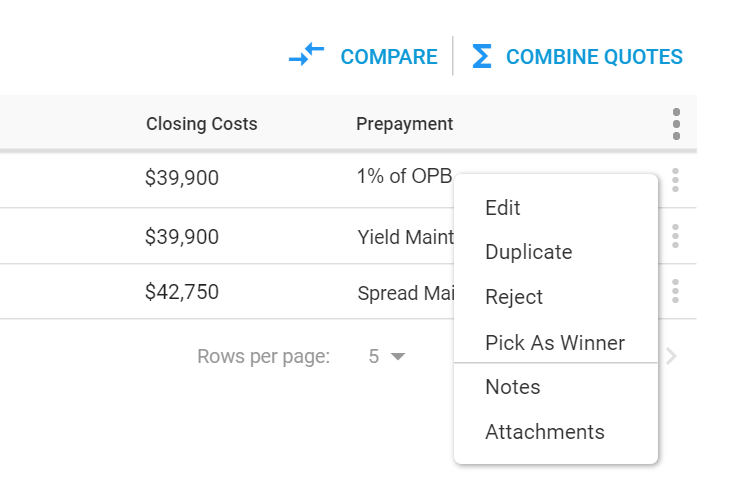 COMPARE COMBINE QUOTES
Closing Costs Prepayment
$39,900 1% of OPB
$39,900 Yield Maint
$42,750 Spread Mai
Rows per page: 5
Edit
Duplicate
Reject
Pick As Winner
Notes
Attachments